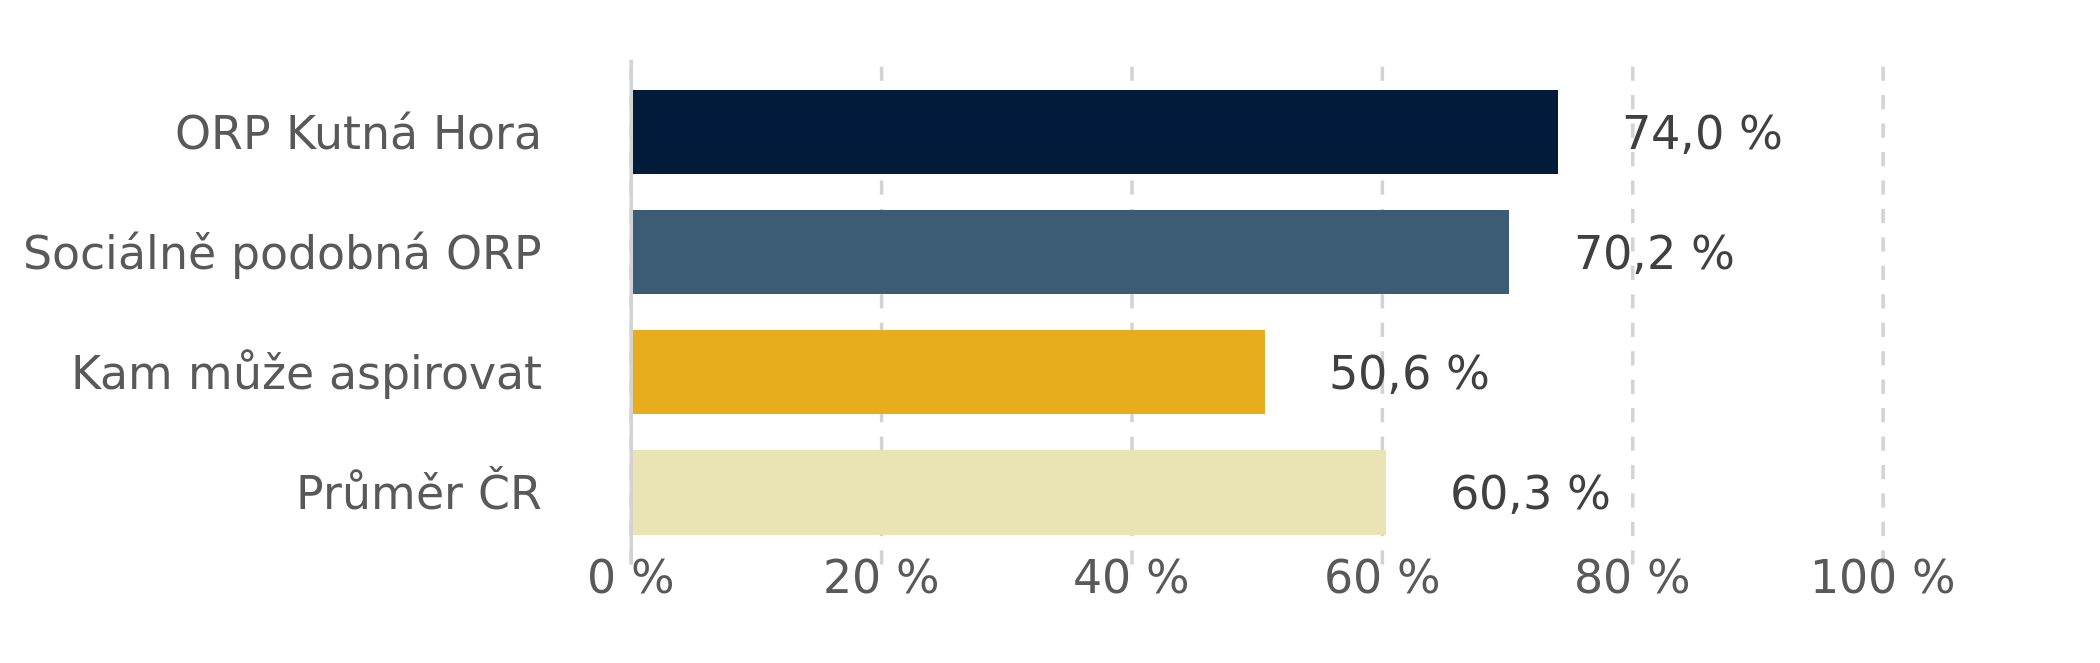 ORP Kutná Hora 74,0 %
Sociálně podobná ORP 70,2 %
Kam může aspirovat 50,6 %
Průměr ČR 60,3 %
0 % 20 % 40 % 60 % 80 % 100 %